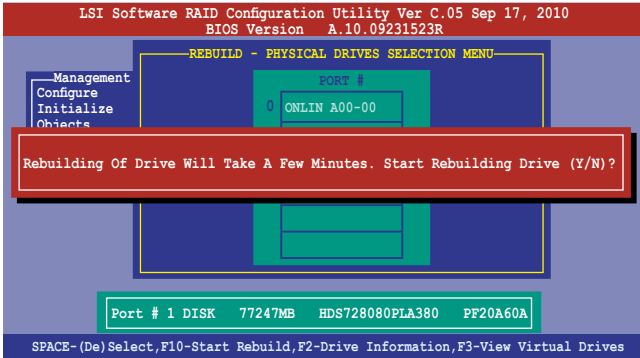 LSI Software RAID Configuration Utility Ver C.05 Sep 17, 2010
BIOS Version A.10.09231523R
REBUILD - PHYSICAL DRIVES SELECTION MENU
Management
Configure
Initialize
Objects
PORT #
0 ONLIN A00-00
Rebuilding Of Drive Will Take A Few Minutes. Start Rebuilding Drive (Y/N)?
Port # 1 DISK 77247MB HDS728080PLA380 PF20A60A
SPACE-(De)Select,F10-Start Rebuild,F2-Drive Information,F3-View Virtual Drives